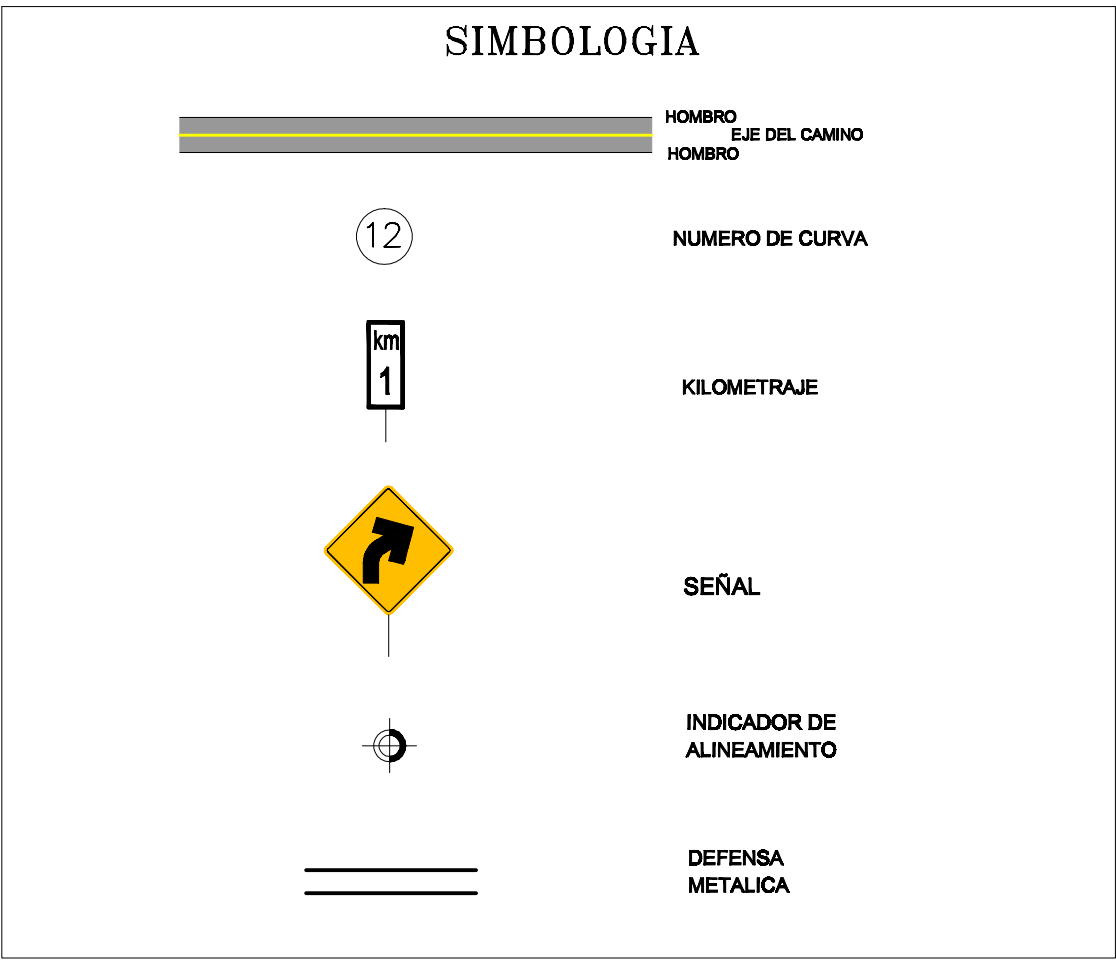 SIMBOLOGIA
HOMBRO
EJE DEL CAMINO
HOMBRO
12
NUMERO DE CURVA
km
1
KILOMETRAJE
SEÑAL
INDICADOR DE
ALINEAMIENTO
DEFENSA
METALICA